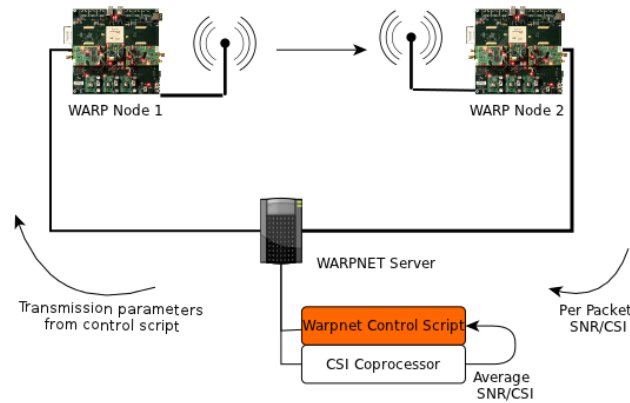 WARP Node 1
WARP Node 2
WARPNET Server
Transmission parameters
from control script
Per Packet
SNR/CSI
Warpnet Control Script
CSI Coprocessor
Average
SNR/CSI